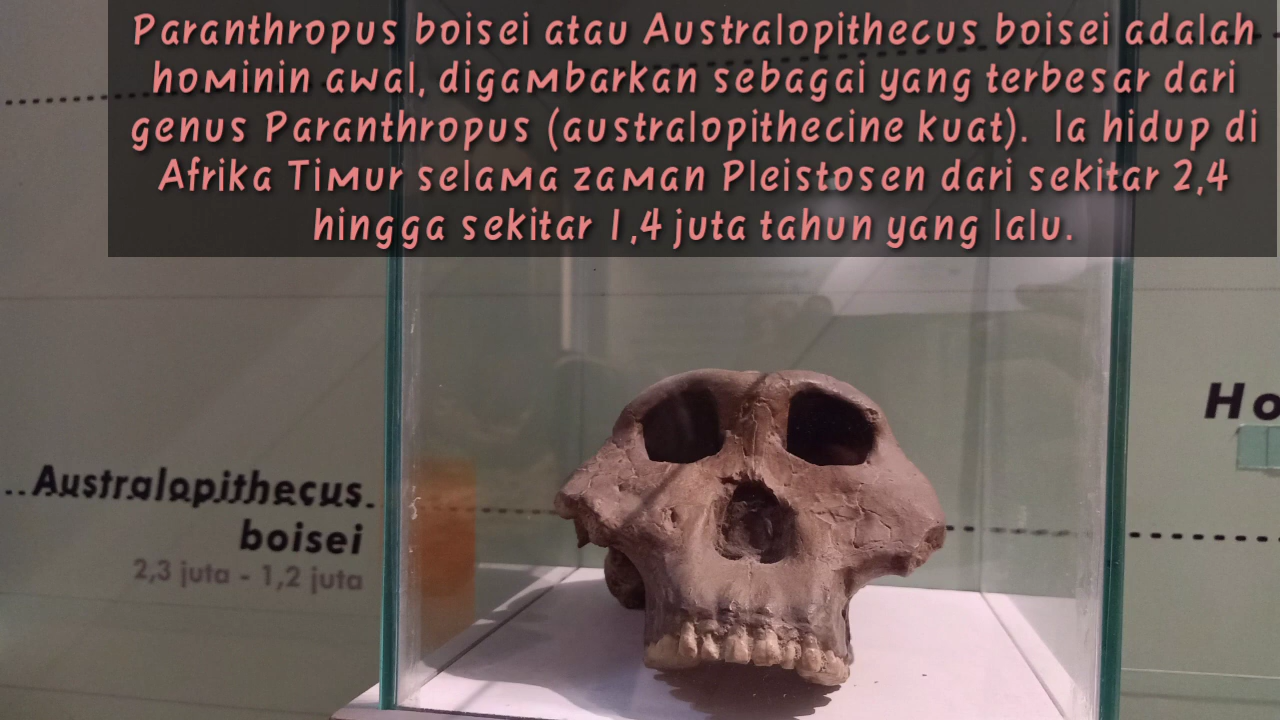 Paranthropus boisei atau Australopithecus boisei adalah
hominin awal, digambarkan sebagai yang terbesar dari
genus Paranthropus (australopithecine kuat).  Ia hidup di
Afrika Timur selama zaman Pleistosen dari sekitar 2,4
hingga sekitar 1,4 juta tahun yang lalu.
Australopithecus
boisei
2,3 juta - 1,2 juta
Ho